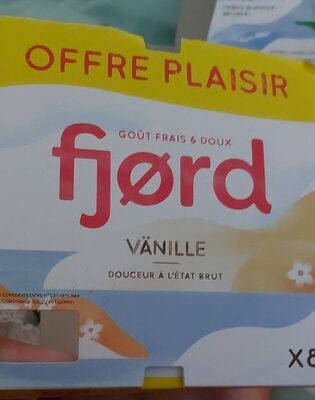 OFFRE PLAISIR
GOÛT FRAIS & DOUX
fjørd
VÄNILLE
DOUCEUR À L'ÉTAT BRUT
X8